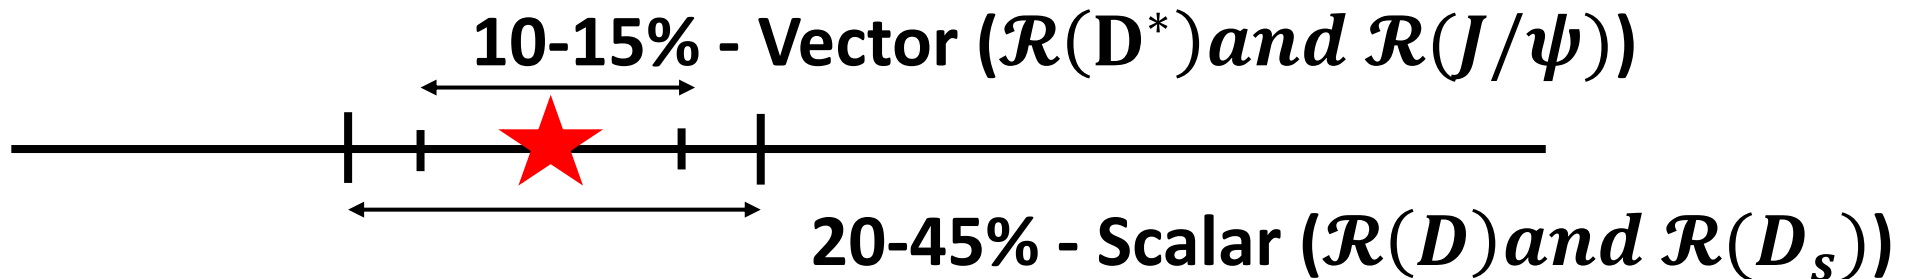 10-15% - Vector (ℛ(D*)and ℛ(J/ψ))
20-45% - Scalar (ℛ(D)and ℛ(Dₛ))